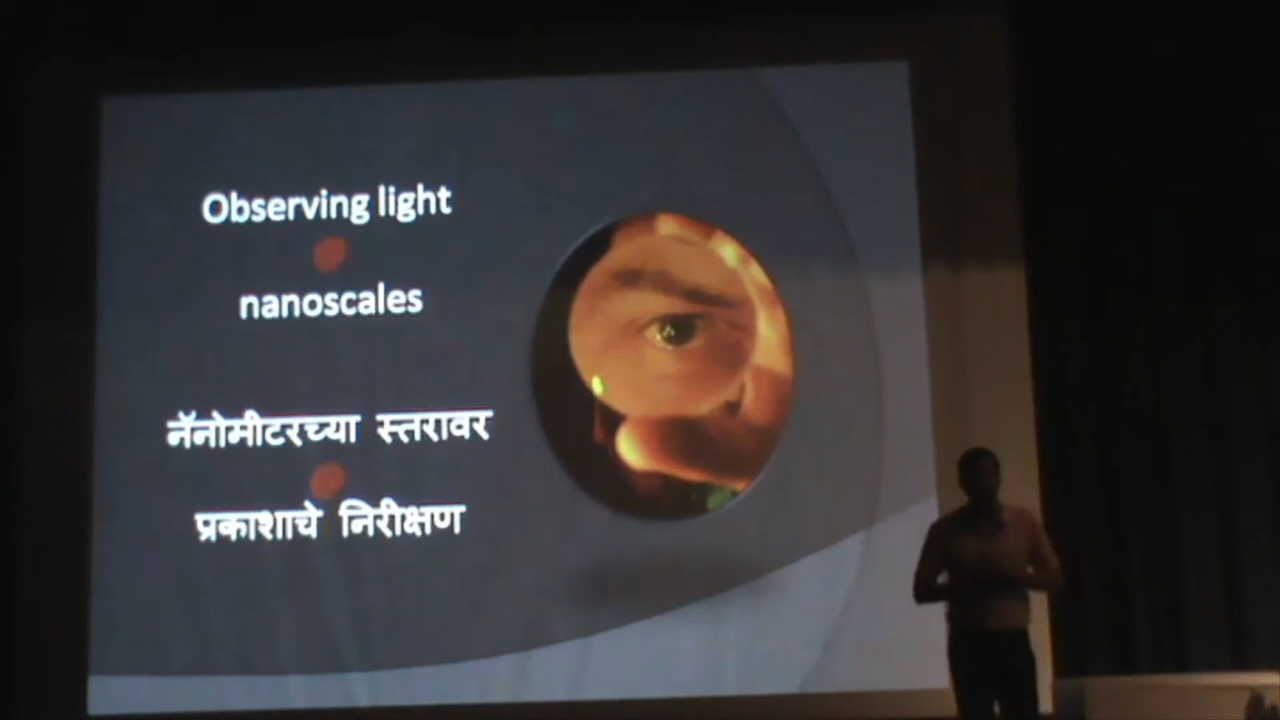 Observing light
nanoscales
नॅनोमीटरच्या स्तरावर
प्रकाशाचे निरीक्षण